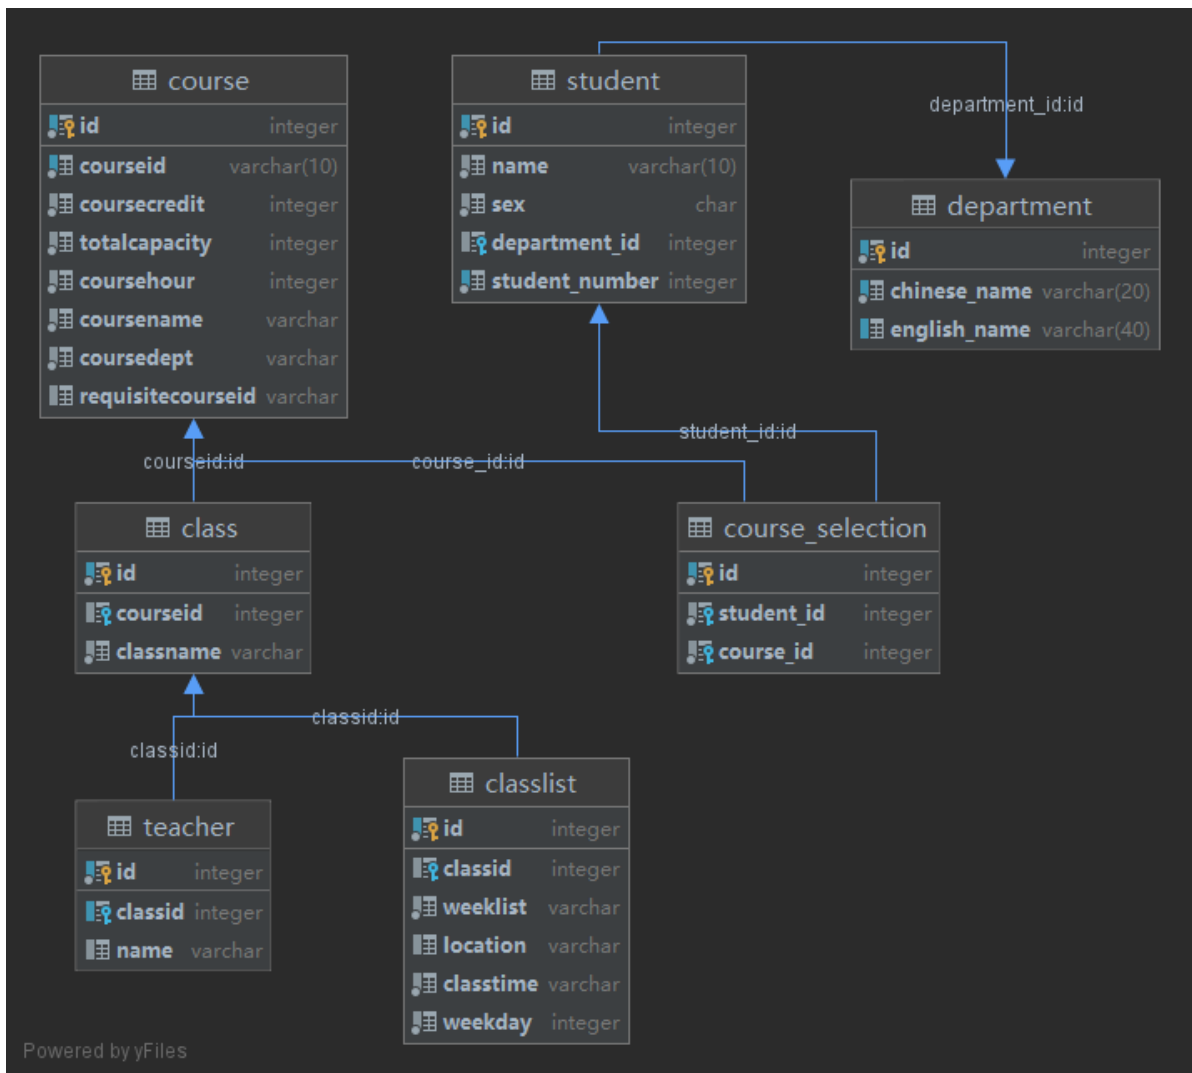 course
id integer
courseid varchar(10)
coursecredit integer
totalcapacity integer
coursehour integer
coursename varchar
coursedept varchar
requisitecourseid varchar
student
id integer
name varchar(10)
sex char
department_id integer
student_number integer
department_id:id
department
id integer
chinese_name varchar(20)
english_name varchar(40)
student_id:id
courseid:id
course_id:id
class
id integer
courseid integer
classname varchar
course_selection
id integer
student_id integer
course_id integer
classid:id
classid:id
teacher
id integer
classid integer
name varchar
classlist
id integer
classid integer
weeklist varchar
location varchar
classtime varchar
weekday integer
Powered by yFiles